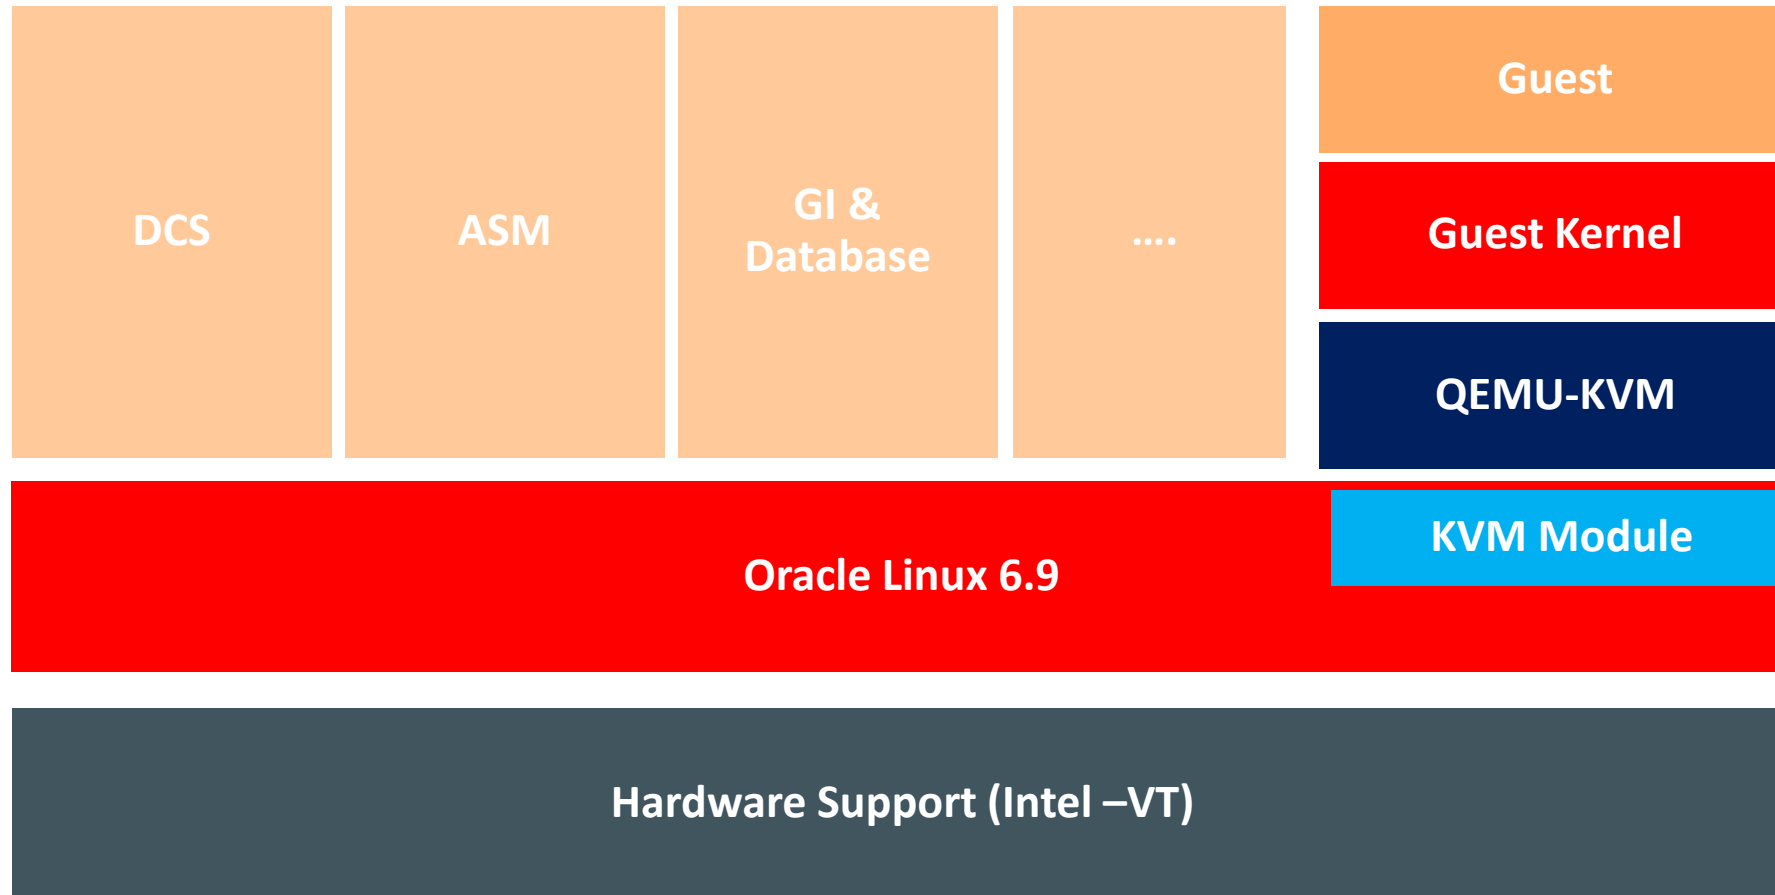 DCS
ASM
GI &
Database
....
Guest
Guest Kernel
QEMU-KVM
KVM Module
Oracle Linux 6.9
Hardware Support (Intel –VT)